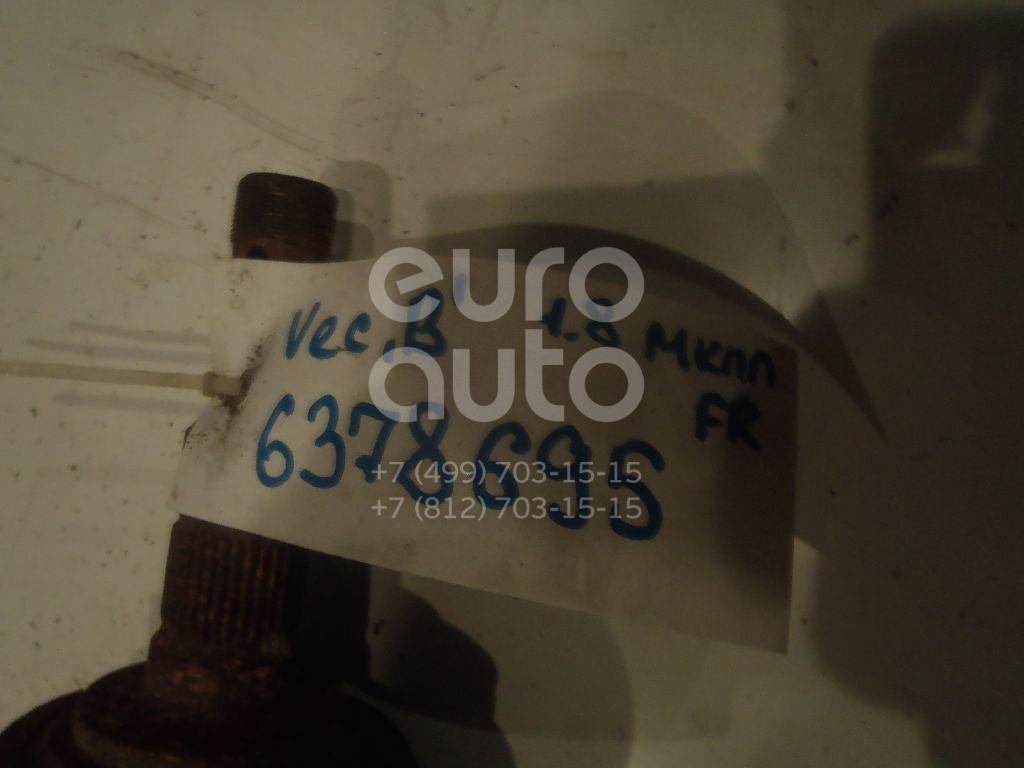 euro
auto
Vec. "B" 1.8 МКПП
FR
6378695
+7 (499) 703-15-15
+7 (812) 703-15-15